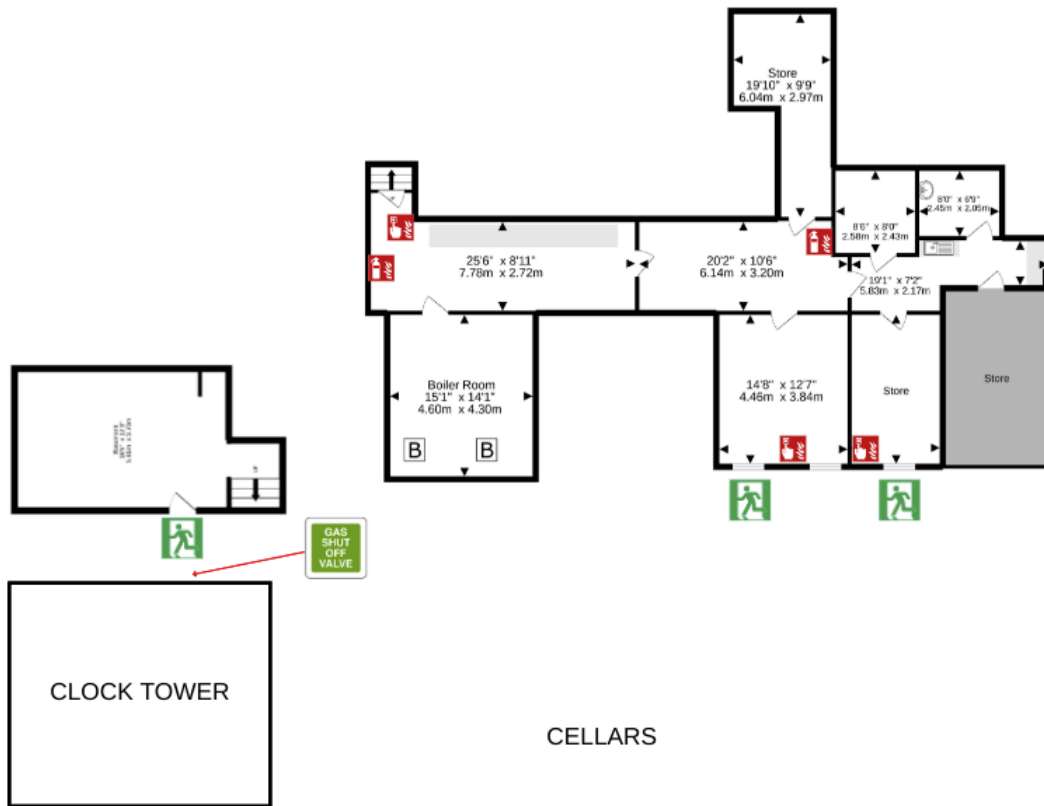 Store
19'10" x 9'9"
6.04m x 2.97m
8'0" x 6'9"
2.45m x 2.05m
8'6" x 8'0"
2.58m x 2.43m
25'6" x 8'11"
7.78m x 2.72m
20'2" x 10'6"
6.14m x 3.20m
19'1" x 7'2"
5.83m x 2.17m
Boiler Room
15'1" x 14'1"
4.60m x 4.30m
B
B
14'8" x 12'7"
4.46m x 3.84m
Store
Store
Basement
UP
GAS
SHUT
OFF
VALVE
CLOCK TOWER
CELLARS